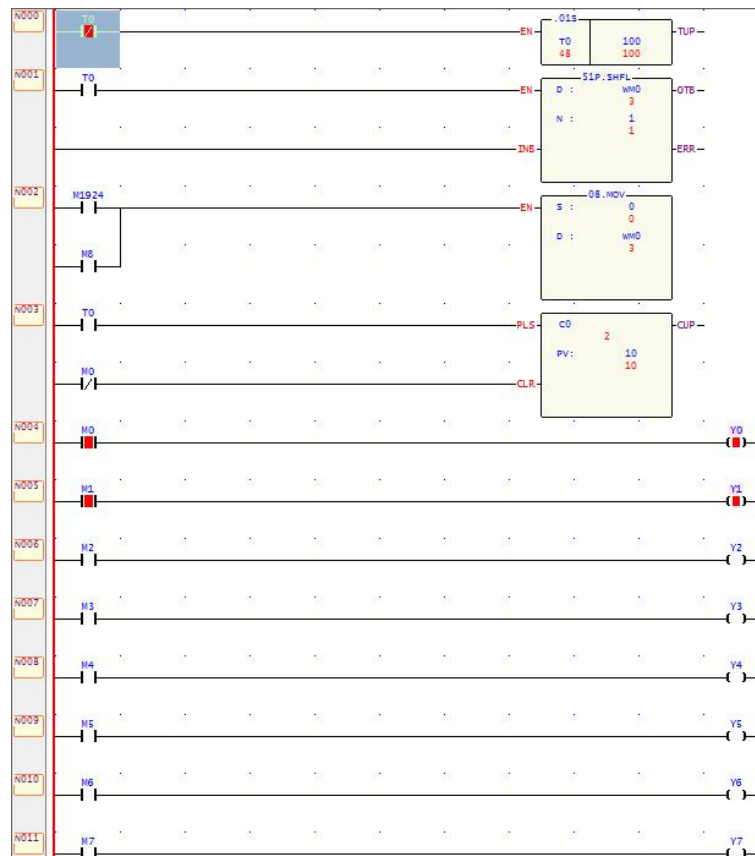 N000 T0 EN .01S TUP
T0 100
48 100
N001 T0 EN 51P.SHFL OTB
D : WM0
3
N : 1
1
INB ERR
N002 M1924 EN 08.MOV
S : 0
0
M8 D : WM0
3
N003 T0 PLS C0 CUP
2
PV: 10
10
M0 CLR
N004 M0 Y0
N005 M1 Y1
N006 M2 Y2
N007 M3 Y3
N008 M4 Y4
N009 M5 Y5
N010 M6 Y6
N011 M7 Y7